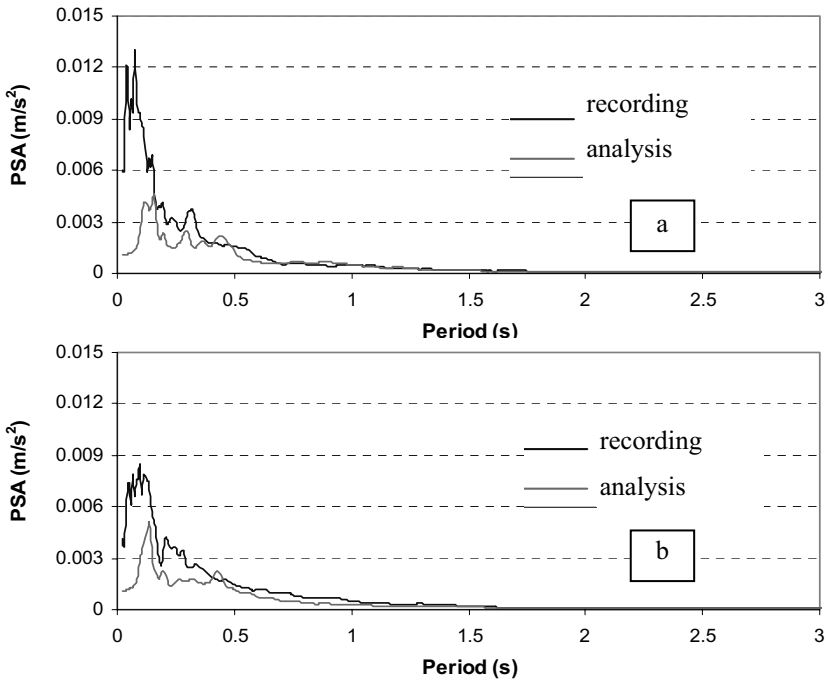 0.015
0.012
0.009
0.006
0.003
0
PSA (m/s²)
recording
analysis
a
0 0.5 1 1.5 2 2.5 3
Period (s)
0.015
0.012
0.009
0.006
0.003
0
PSA (m/s²)
recording
analysis
b
0 0.5 1 1.5 2 2.5 3
Period (s)